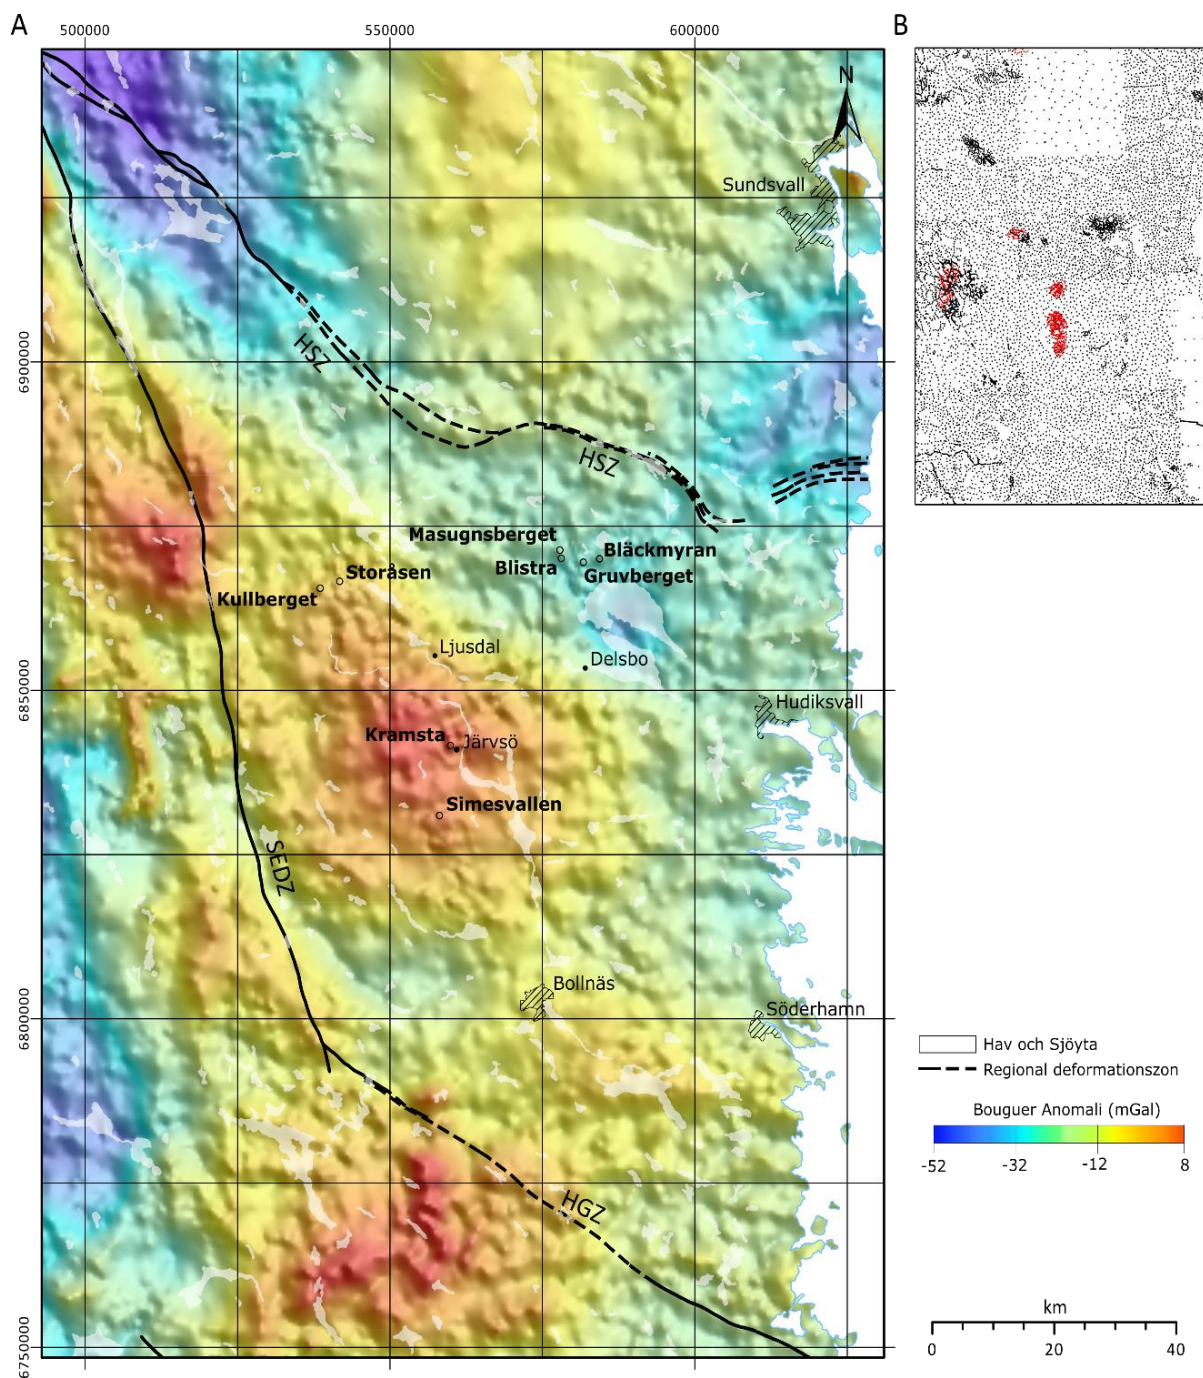 A
B
500000
550000
600000
N
Sundsvall
6900000
HSZ
HSZ
Masugnsberget
Bläckmyran
Blistra
Gruvberget
Storåsen
Kullberget
Ljusdal
Delsbo
6850000
Hudiksvall
Kramsta
Järvsö
Simesvallen
SEDZ
Bollnäs
Söderhamn
6800000
HGZ
6750000
Hav och Sjöyta
Regional deformationszon
Bouguer Anomali (mGal)
-52 -32 -12 8
km
0 20 40